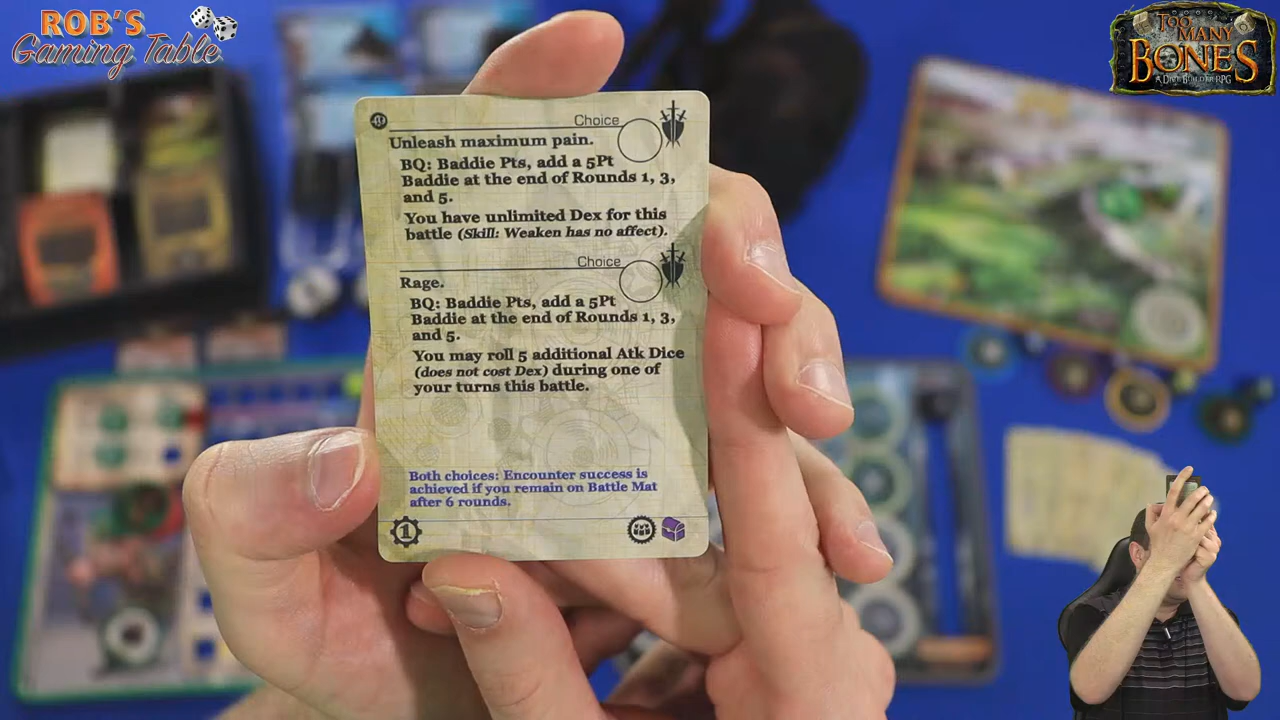 ROB'S
Gaming Table
TOO
MANY
BONES
A DICE BUILDER RPG
Choice
Unleash maximum pain.
BQ: Baddie Pts, add a 5Pt
Baddie at the end of Rounds 1, 3,
and 5.
You have unlimited Dex for this
battle (Skill: Weaken has no affect).
Choice
Rage.
BQ: Baddie Pts, add a 5Pt
Baddie at the end of Rounds 1, 3,
and 5.
You may roll 5 additional Atk Dice
(does not cost Dex) during one of
your turns this battle.
Both choices: Encounter success is
achieved if you remain on Battle Mat
after 6 rounds.
1